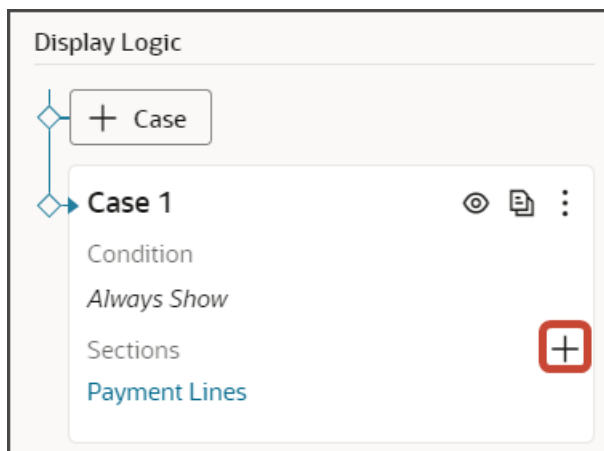 Display Logic
+ Case
Case 1
Condition
Always Show
Sections
Payment Lines